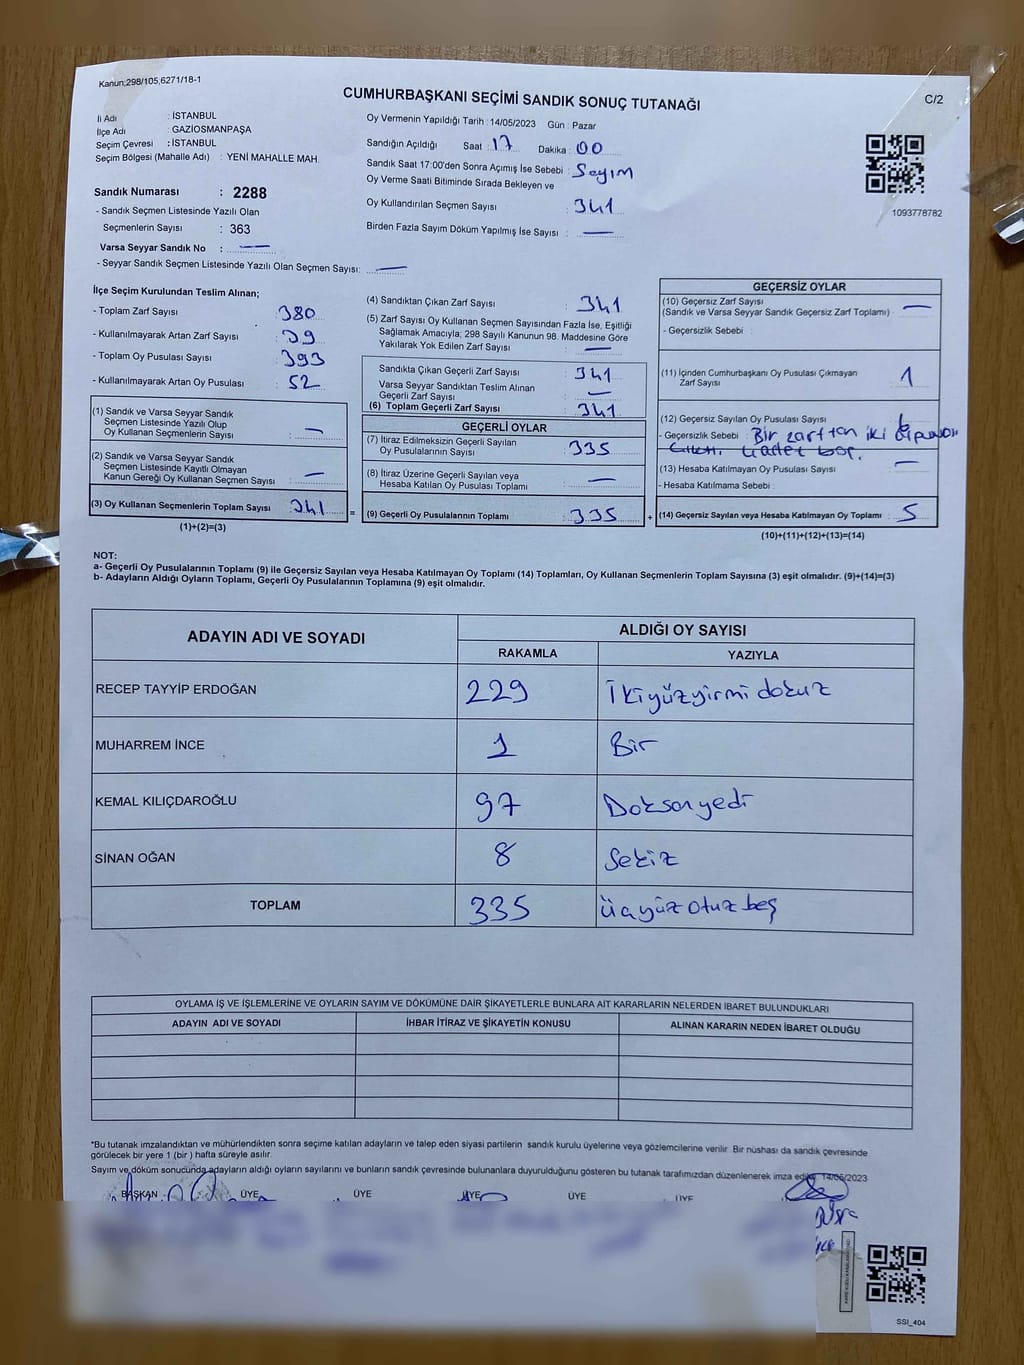 Kanun:298/105,6271/18-1
CUMHURBAŞKANI SEÇİMİ SANDIK SONUÇ TUTANAĞI
C/2
İl Adı : İSTANBUL
İlçe Adı : GAZİOSMANPAŞA
Seçim Çevresi : İSTANBUL
Seçim Bölgesi (Mahalle Adı) : YENİ MAHALLE MAH.
Sandık Numarası : 2288
- Sandık Seçmen Listesinde Yazılı Olan
Seçmenlerin Sayısı : 363
Varsa Seyyar Sandık No : —
- Seyyar Sandık Seçmen Listesinde Yazılı Olan Seçmen Sayısı: —
Oy Vermenin Yapıldığı Tarih : 14/05/2023 Gün : Pazar
Sandığın Açıldığı Saat : 17 Dakika : 00
Sandık Saat 17:00'den Sonra Açımış İse Sebebi : Sayım
Oy Verme Saati Bitiminde Sırada Bekleyen ve
Oy Kullandırılan Seçmen Sayısı : 341
Birden Fazla Sayım Döküm Yapılmış İse Sayısı : —
1093778782
İlçe Seçim Kurulundan Teslim Alınan;
- Toplam Zarf Sayısı : 380
- Kullanılmayarak Artan Zarf Sayısı : 39
- Toplam Oy Pusulası Sayısı : 393
- Kullanılmayarak Artan Oy Pusulası : 52
(1) Sandık ve Varsa Seyyar Sandık
Seçmen Listesinde Yazılı Olup
Oy Kullanan Seçmenlerin Sayısı : —
(2) Sandık ve Varsa Seyyar Sandık
Seçmen Listesinde Kayıtlı Olmayan
Kanun Gereği Oy Kullanan Seçmen Sayısı : —
(3) Oy Kullanan Seçmenlerin Toplam Sayısı : 341 =
(1)+(2)=(3)
(4) Sandıktan Çıkan Zarf Sayısı : 341
(5) Zarf Sayısı Oy Kullanan Seçmen Sayısından Fazla İse, Eşitliği
Sağlamak Amacıyla; 298 Sayılı Kanunun 98. Maddesine Göre
Yakılarak Yok Edilen Zarf Sayısı : —
Sandıkta Çıkan Geçerli Zarf Sayısı : 341
Varsa Seyyar Sandıktan Teslim Alınan
Geçerli Zarf Sayısı : —
(6) Toplam Geçerli Zarf Sayısı : 341
GEÇERLİ OYLAR
(7) İtiraz Edilmeksizin Geçerli Sayılan
Oy Pusulalarının Sayısı : 335
(8) İtiraz Üzerine Geçerli Sayılan veya
Hesaba Katılan Oy Pusulası Toplamı : —
(9) Geçerli Oy Pusulalarının Toplamı : 335 +
GEÇERSİZ OYLAR
(10) Geçersiz Zarf Sayısı
(Sandık ve Varsa Seyyar Sandık Geçersiz Zarf Toplamı) : —
- Geçersizlik Sebebi :
(11) İçinden Cumhurbaşkanı Oy Pusulası Çıkmayan
Zarf Sayısı : 1
(12) Geçersiz Sayılan Oy Pusulası Sayısı :
- Geçersizlik Sebebi : Bir zarftan iki
boş.
(13) Hesaba Katılmayan Oy Pusulası Sayısı : —
- Hesaba Katılmama Sebebi :
(14) Geçersiz Sayılan veya Hesaba Katılmayan Oy Toplamı : 5
(10)+(11)+(12)+(13)=(14)
NOT:
a- Geçerli Oy Pusulalarının Toplamı (9) ile Geçersiz Sayılan veya Hesaba Katılmayan Oy Toplamı (14) Toplamları, Oy Kullanan Seçmenlerin Toplam Sayısına (3) eşit olmalıdır. (9)+(14)=(3)
b- Adayların Aldığı Oyların Toplamı, Geçerli Oy Pusulalarının Toplamına (9) eşit olmalıdır.
ADAYIN ADI VE SOYADI
ALDIĞI OY SAYISI
RAKAMLA YAZIYLA
RECEP TAYYİP ERDOĞAN 229 İkiyüzyirmi dokuz
MUHARREM İNCE 1 Bir
KEMAL KILIÇDAROĞLU 97 Doksanyedi
SİNAN OĞAN 8 Sekiz
TOPLAM 335 üçyüzotuzbeş
OYLAMA İŞ VE İŞLEMLERİNE VE OYLARIN SAYIM VE DÖKÜMÜNE DAİR ŞİKAYETLERLE BUNLARA AİT KARARLARIN NELERDEN İBARET BULUNDUKLARI
ADAYIN ADI VE SOYADI İHBAR İTİRAZ VE ŞİKAYETİN KONUSU ALINAN KARARIN NEDEN İBARET OLDUĞU
*Bu tutanak imzalandıktan ve mühürlendikten sonra seçime katılan adayların ve talep eden siyasi partilerin sandık kurulu üyelerine veya gözlemcilerine verilir. Bir nüshası da sandık çevresinde
görülecek bir yere 1 (bir ) hafta süreyle asılır.
Sayım ve döküm sonucunda adayların aldığı oyların sayılarını ve bunların sandık çevresinde bulunanlara duyurulduğunu gösteren bu tutanak tarafımızdan düzenlenerek imza edildi. 14/05/2023
BAŞKAN ÜYE ÜYE ÜYE ÜYE ÜYE
SSI_404